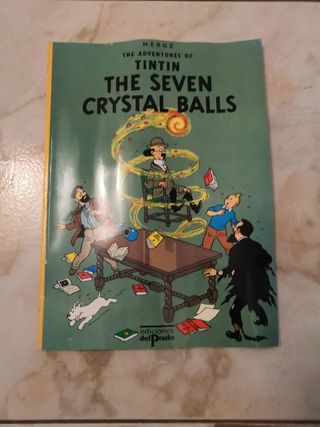 HERGÉ
THE ADVENTURES OF
TINTIN
THE SEVEN
CRYSTAL BALLS
ediciones
del Prado